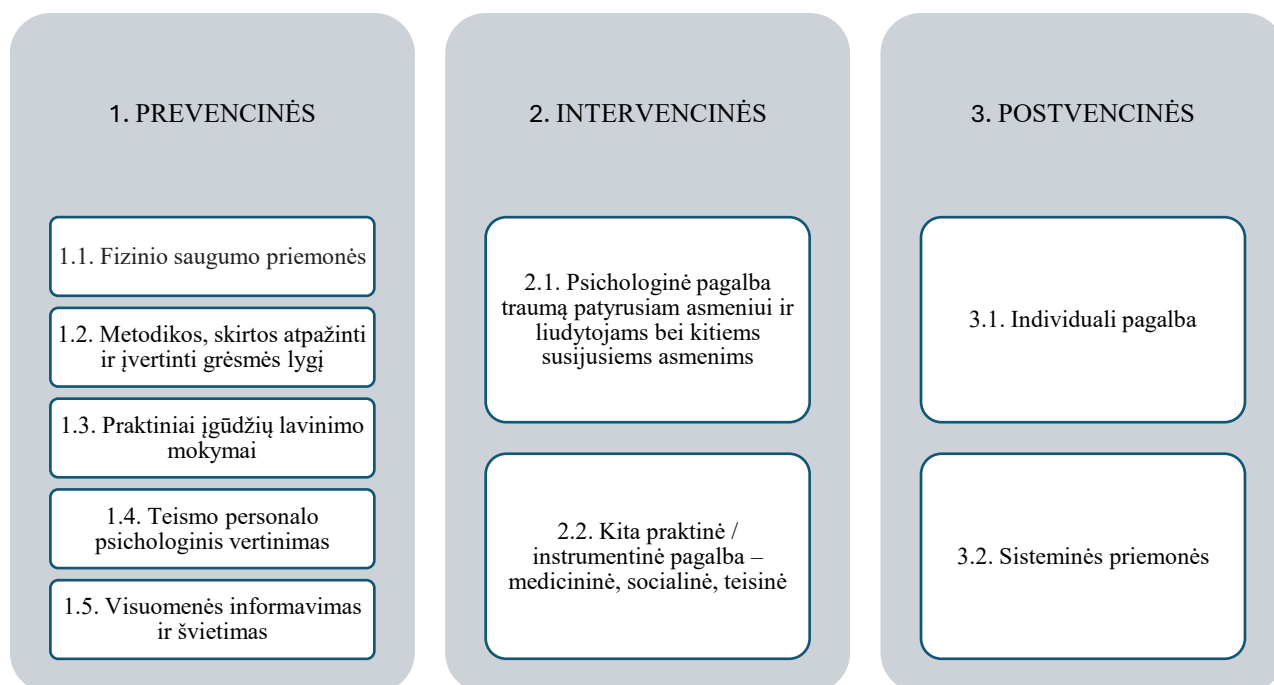 1. PREVENCINĖS
1.1. Fizinio saugumo priemonės
1.2. Metodikos, skirtos atpažinti
ir įvertinti grėsmės lygį
1.3. Praktiniai įgūdžių lavinimo
mokymai
1.4. Teismo personalo
psichologinis vertinimas
1.5. Visuomenės informavimas
ir švietimas
2. INTERVENCINĖS
2.1. Psichologinė pagalba
traumą patyrusiam asmeniui ir
liudytojams bei kitiems
susijusiems asmenims
2.2. Kita praktinė /
instrumentinė pagalba –
medicininė, socialinė, teisinė
3. POSTVENCINĖS
3.1. Individuali pagalba
3.2. Sisteminės priemonės